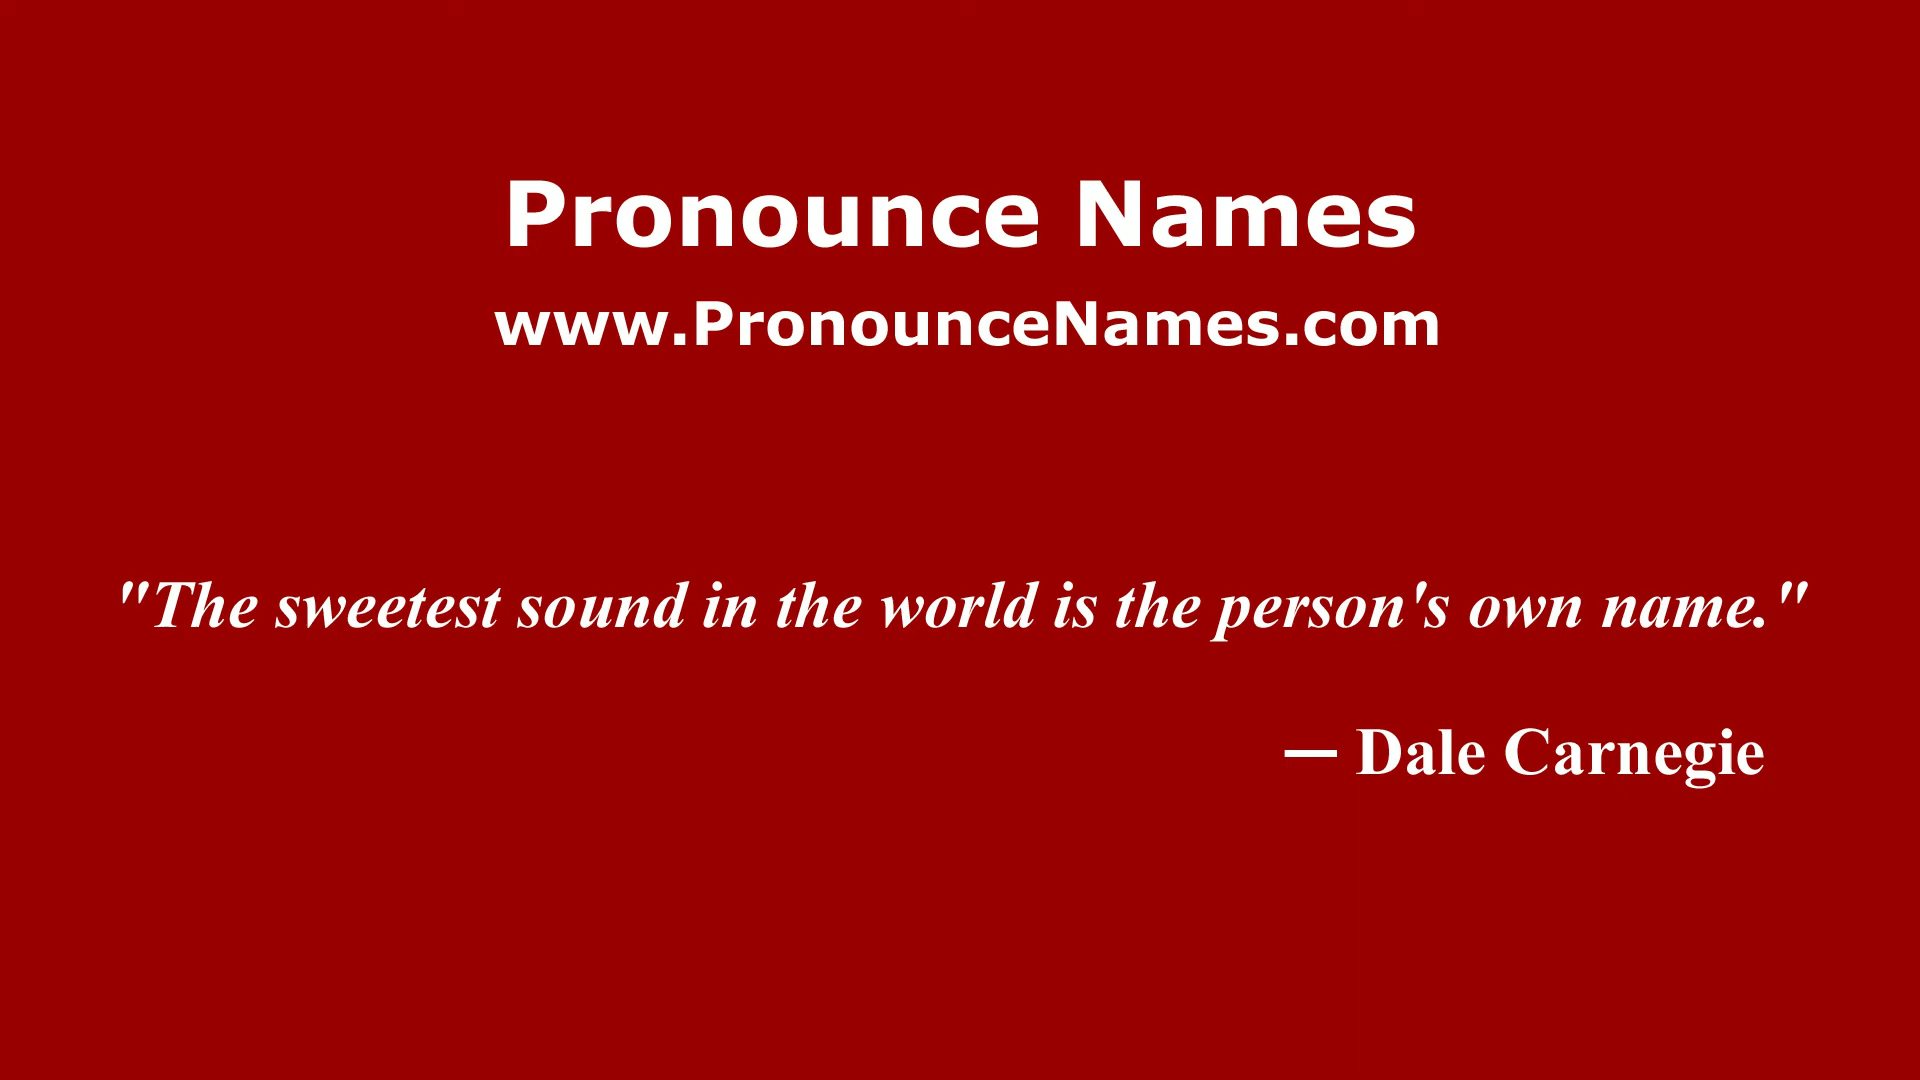 Pronounce Names
www.PronounceNames.com
"The sweetest sound in the world is the person's own name."
— Dale Carnegie